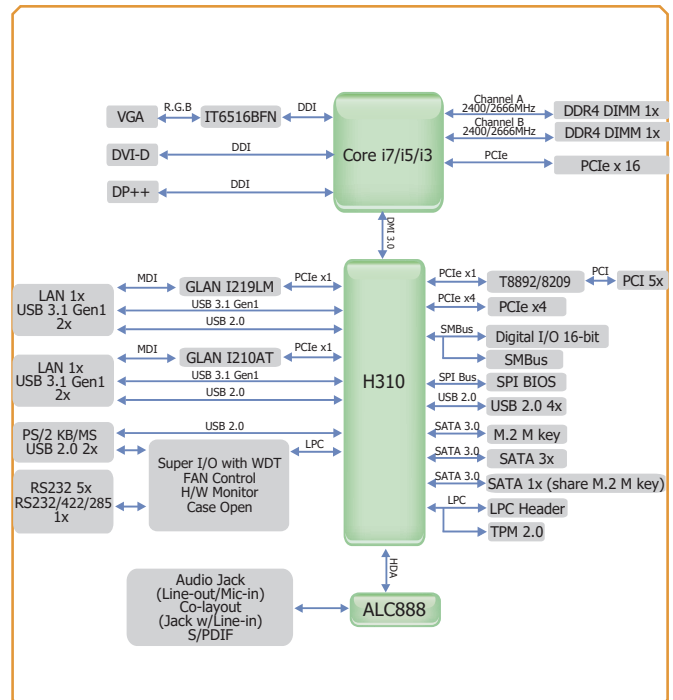 VGA
R.G.B
IT6516BFN
DDI
DVI-D
DDI
DP++
DDI
Core i7/i5/i3
Channel A
2400/2666MHz
DDR4 DIMM 1x
Channel B
2400/2666MHz
DDR4 DIMM 1x
PCIe
PCIe x 16
DMI 3.0
LAN 1x
USB 3.1 Gen1
2x
MDI
GLAN I219LM
PCIe x1
USB 3.1 Gen1
USB 2.0
LAN 1x
USB 3.1 Gen1
2x
MDI
GLAN I210AT
PCIe x1
USB 3.1 Gen1
USB 2.0
PS/2 KB/MS
USB 2.0 2x
USB 2.0
RS232 5x
RS232/422/285
1x
Super I/O with WDT
FAN Control
H/W Monitor
Case Open
LPC
H310
PCIe x1
T8892/8209
PCI
PCI 5x
PCIe x4
PCIe x4
SMBus
Digital I/O 16-bit
SMBus
SPI Bus
SPI BIOS
USB 2.0
USB 2.0 4x
SATA 3.0
M.2 M key
SATA 3.0
SATA 3x
SATA 3.0
SATA 1x (share M.2 M key)
LPC
LPC Header
TPM 2.0
HDA
Audio Jack
(Line-out/Mic-in)
Co-layout
(Jack w/Line-in)
S/PDIF
ALC888